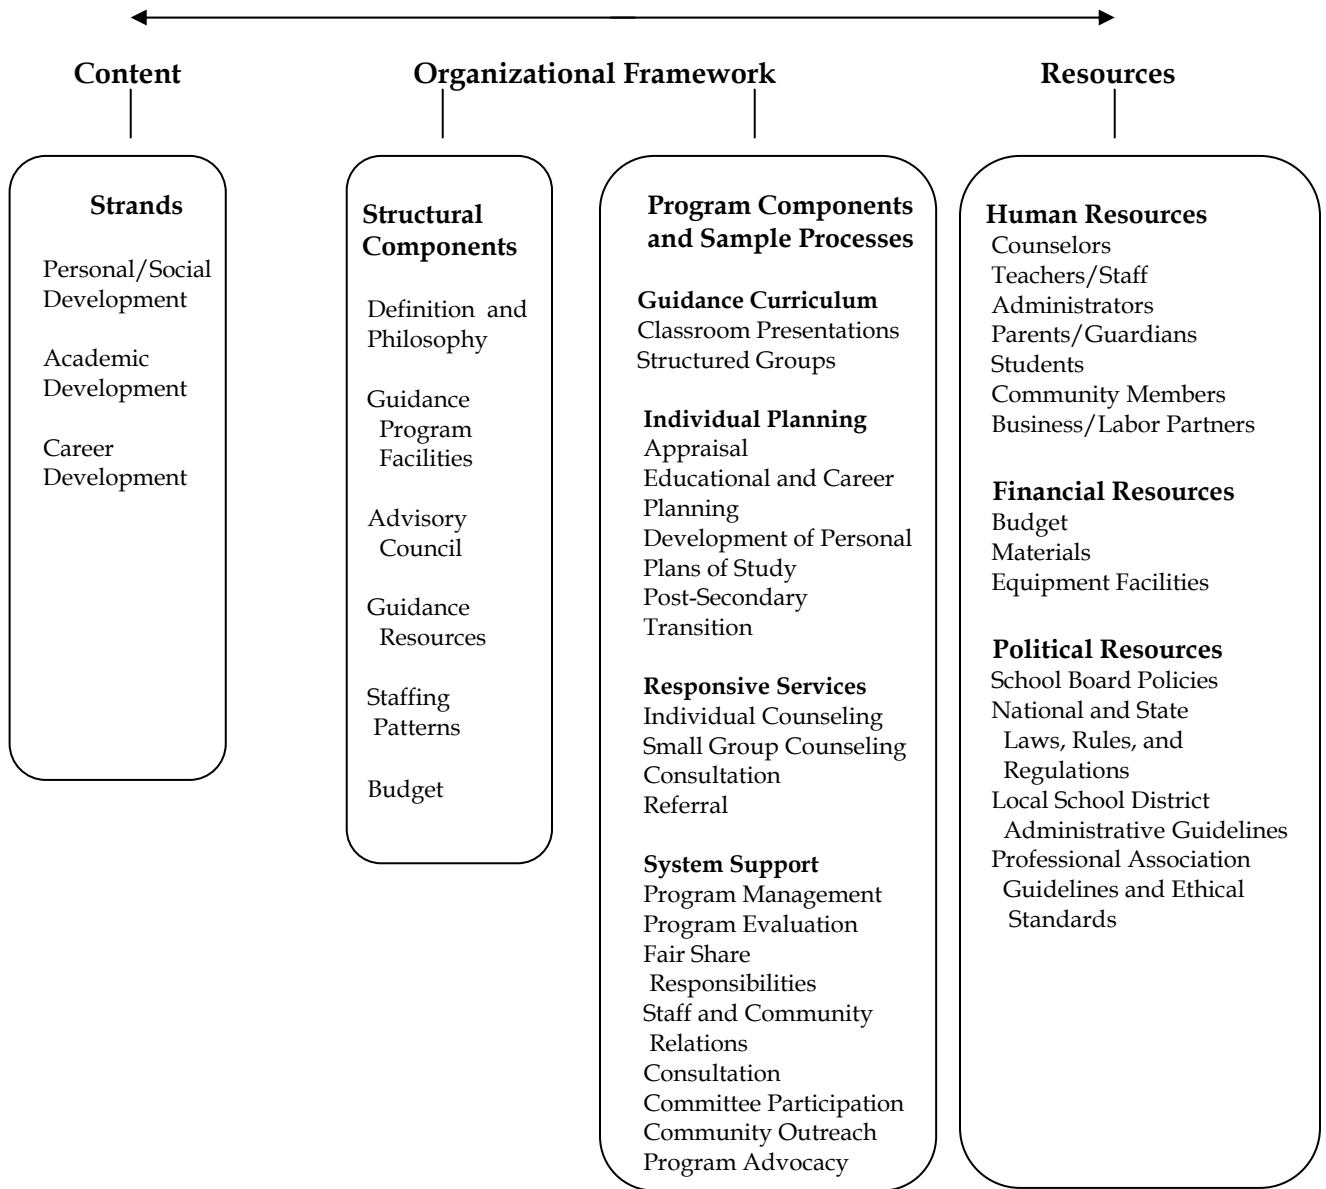 Content
Organizational Framework
Resources
Strands
Personal/Social
Development
Academic
Development
Career
Development
Structural
Components
Definition and
Philosophy
Guidance
Program
Facilities
Advisory
Council
Guidance
Resources
Staffing
Patterns
Budget
Program Components
and Sample Processes
Guidance Curriculum
Classroom Presentations
Structured Groups
Individual Planning
Appraisal
Educational and Career
Planning
Development of Personal
Plans of Study
Post-Secondary
Transition
Responsive Services
Individual Counseling
Small Group Counseling
Consultation
Referral
System Support
Program Management
Program Evaluation
Fair Share
Responsibilities
Staff and Community
Relations
Consultation
Committee Participation
Community Outreach
Program Advocacy
Human Resources
Counselors
Teachers/Staff
Administrators
Parents/Guardians
Students
Community Members
Business/Labor Partners
Financial Resources
Budget
Materials
Equipment Facilities
Political Resources
School Board Policies
National and State
Laws, Rules, and
Regulations
Local School District
Administrative Guidelines
Professional Association
Guidelines and Ethical
Standards